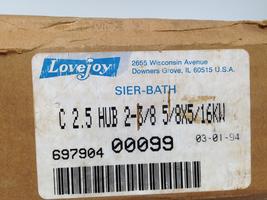 Lovejoy
2655 Wisconsin Avenue
Downers Grove, IL 60515 U.S.A.
SIER-BATH
C 2.5 HUB 2-3/8 5/8X5/16KW
03-01-94
697904 00099